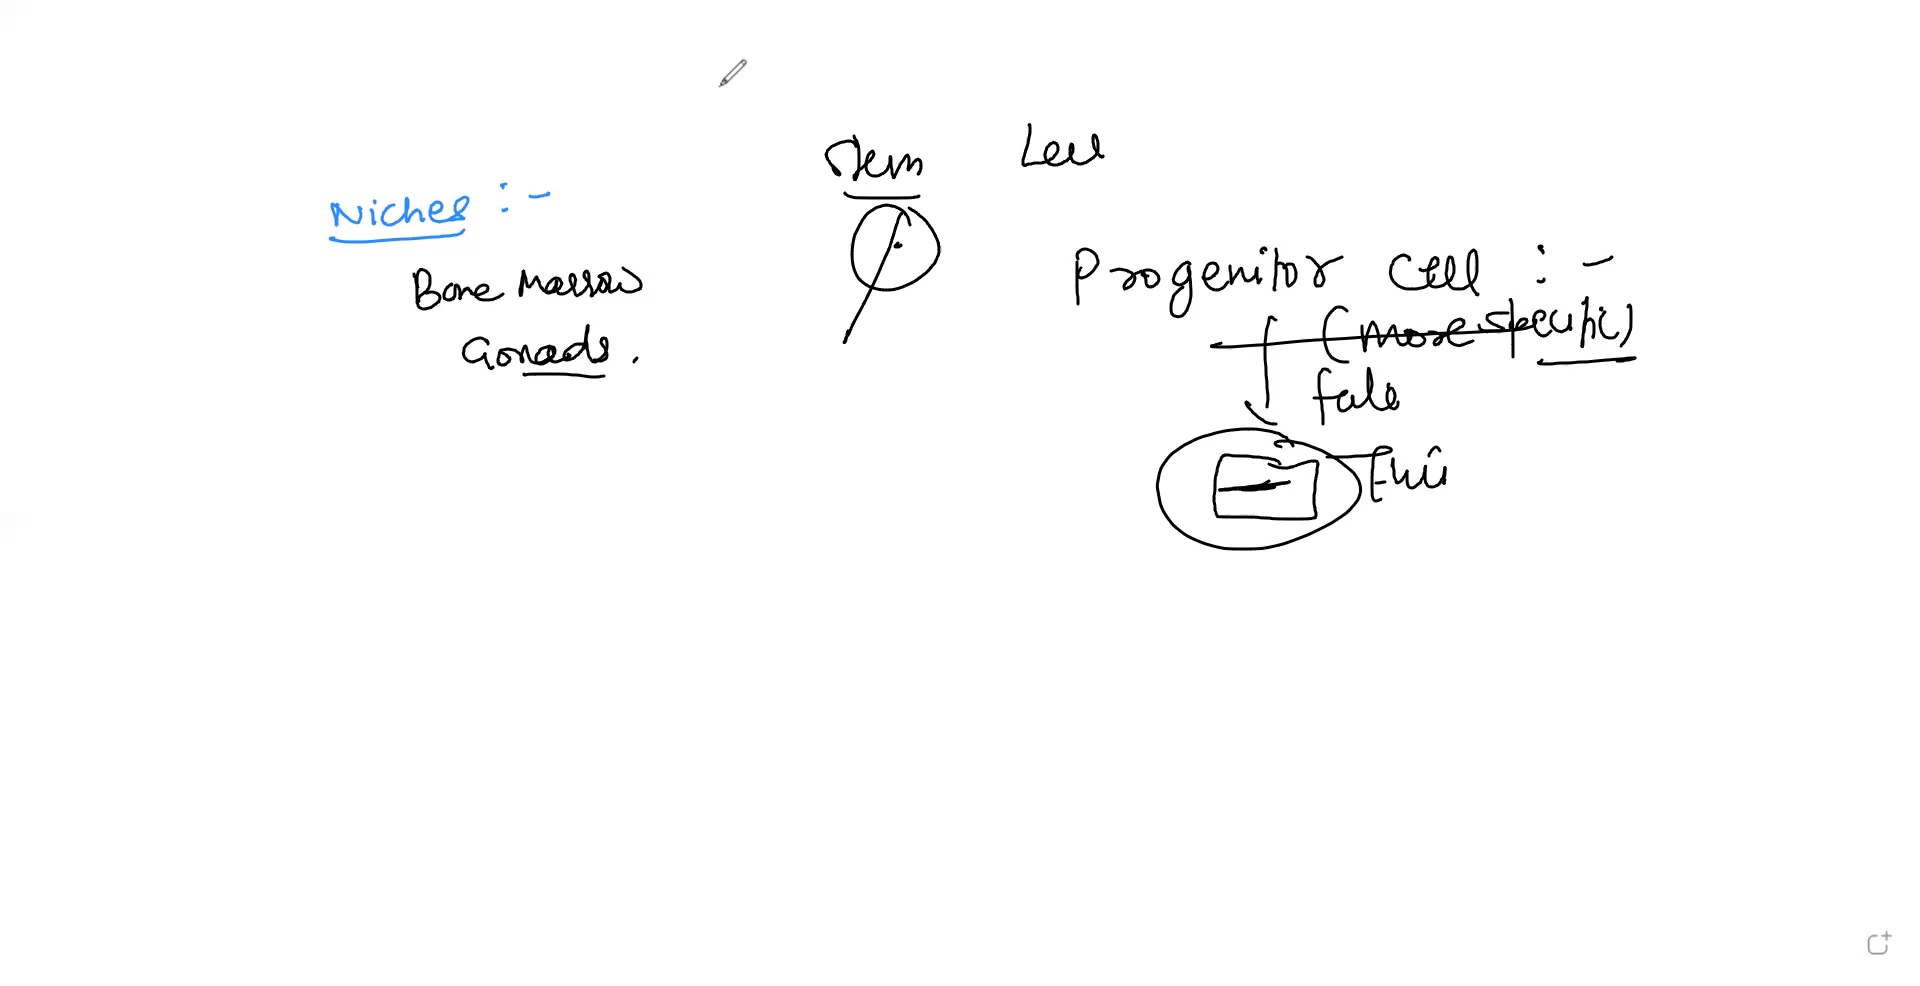 Stem Cell
Niches :-
Bone Marrow
Gonads.
Progenitor Cell :-
(more specific)
fate